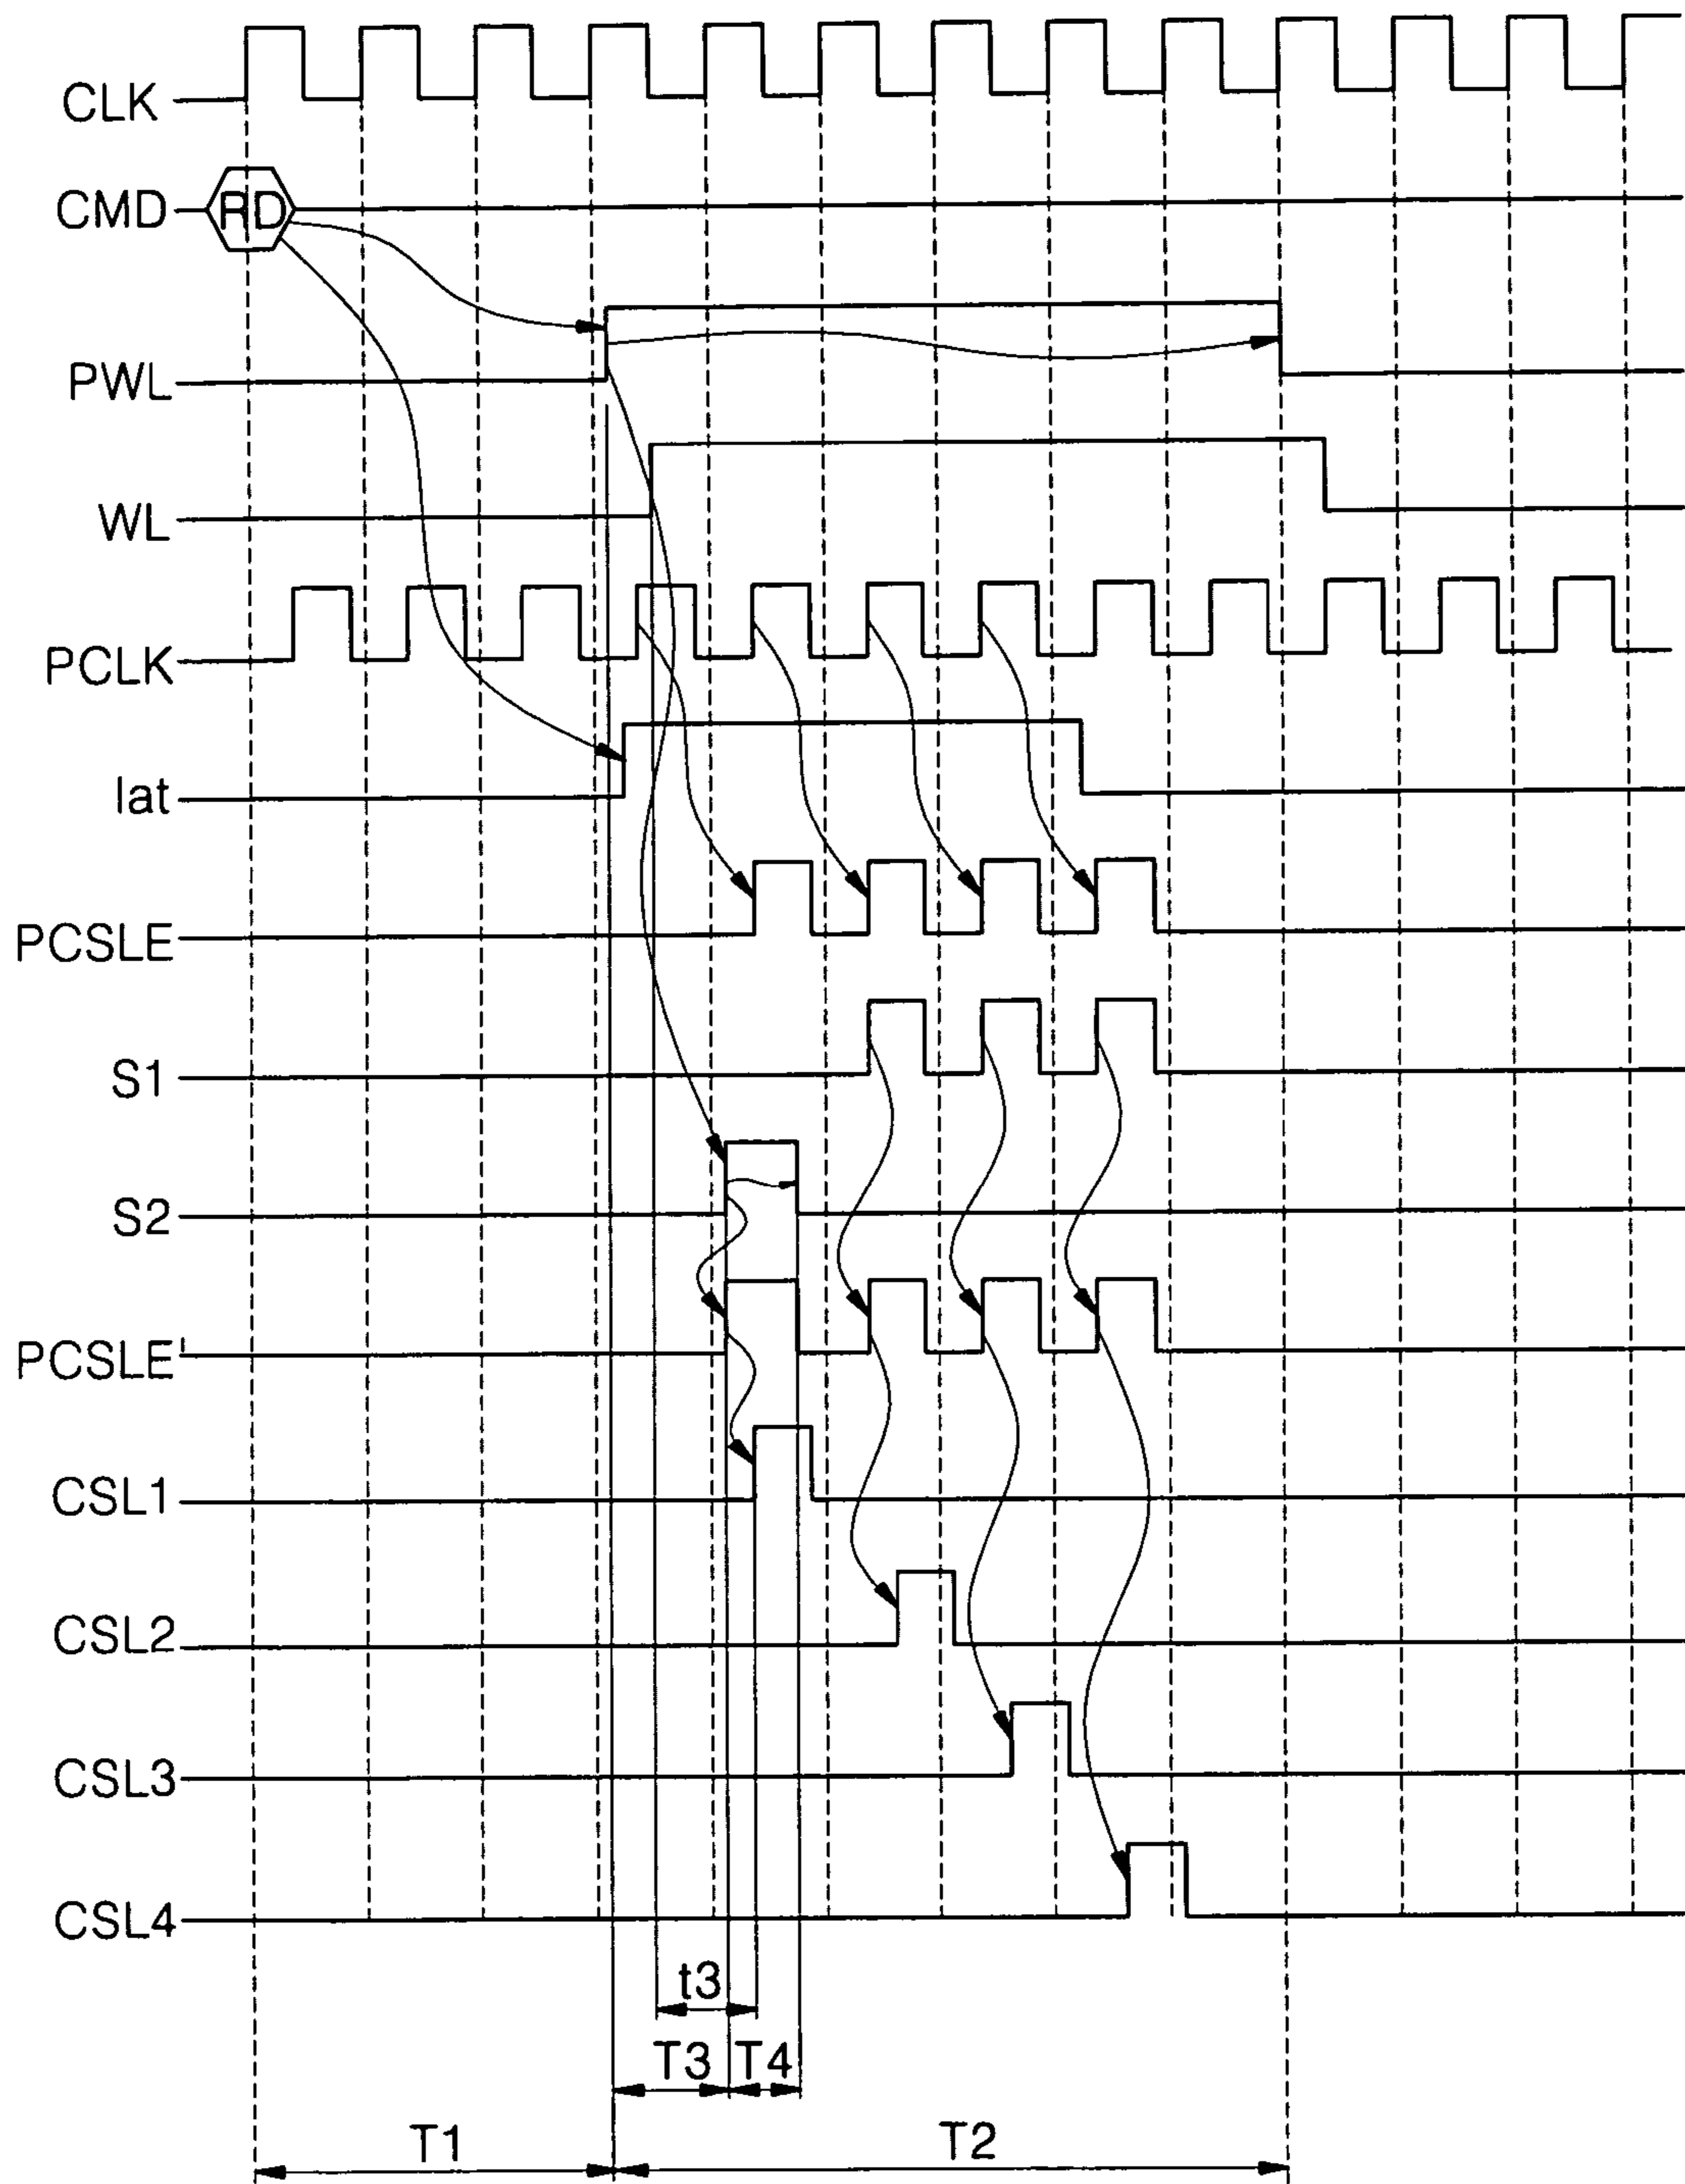 CLK
CMD RD
PWL
WL
PCLK
lat
PCSLE
S1
S2
PCSLE'
CSL1
CSL2
CSL3
CSL4
t3
T3 T4
T1 T2